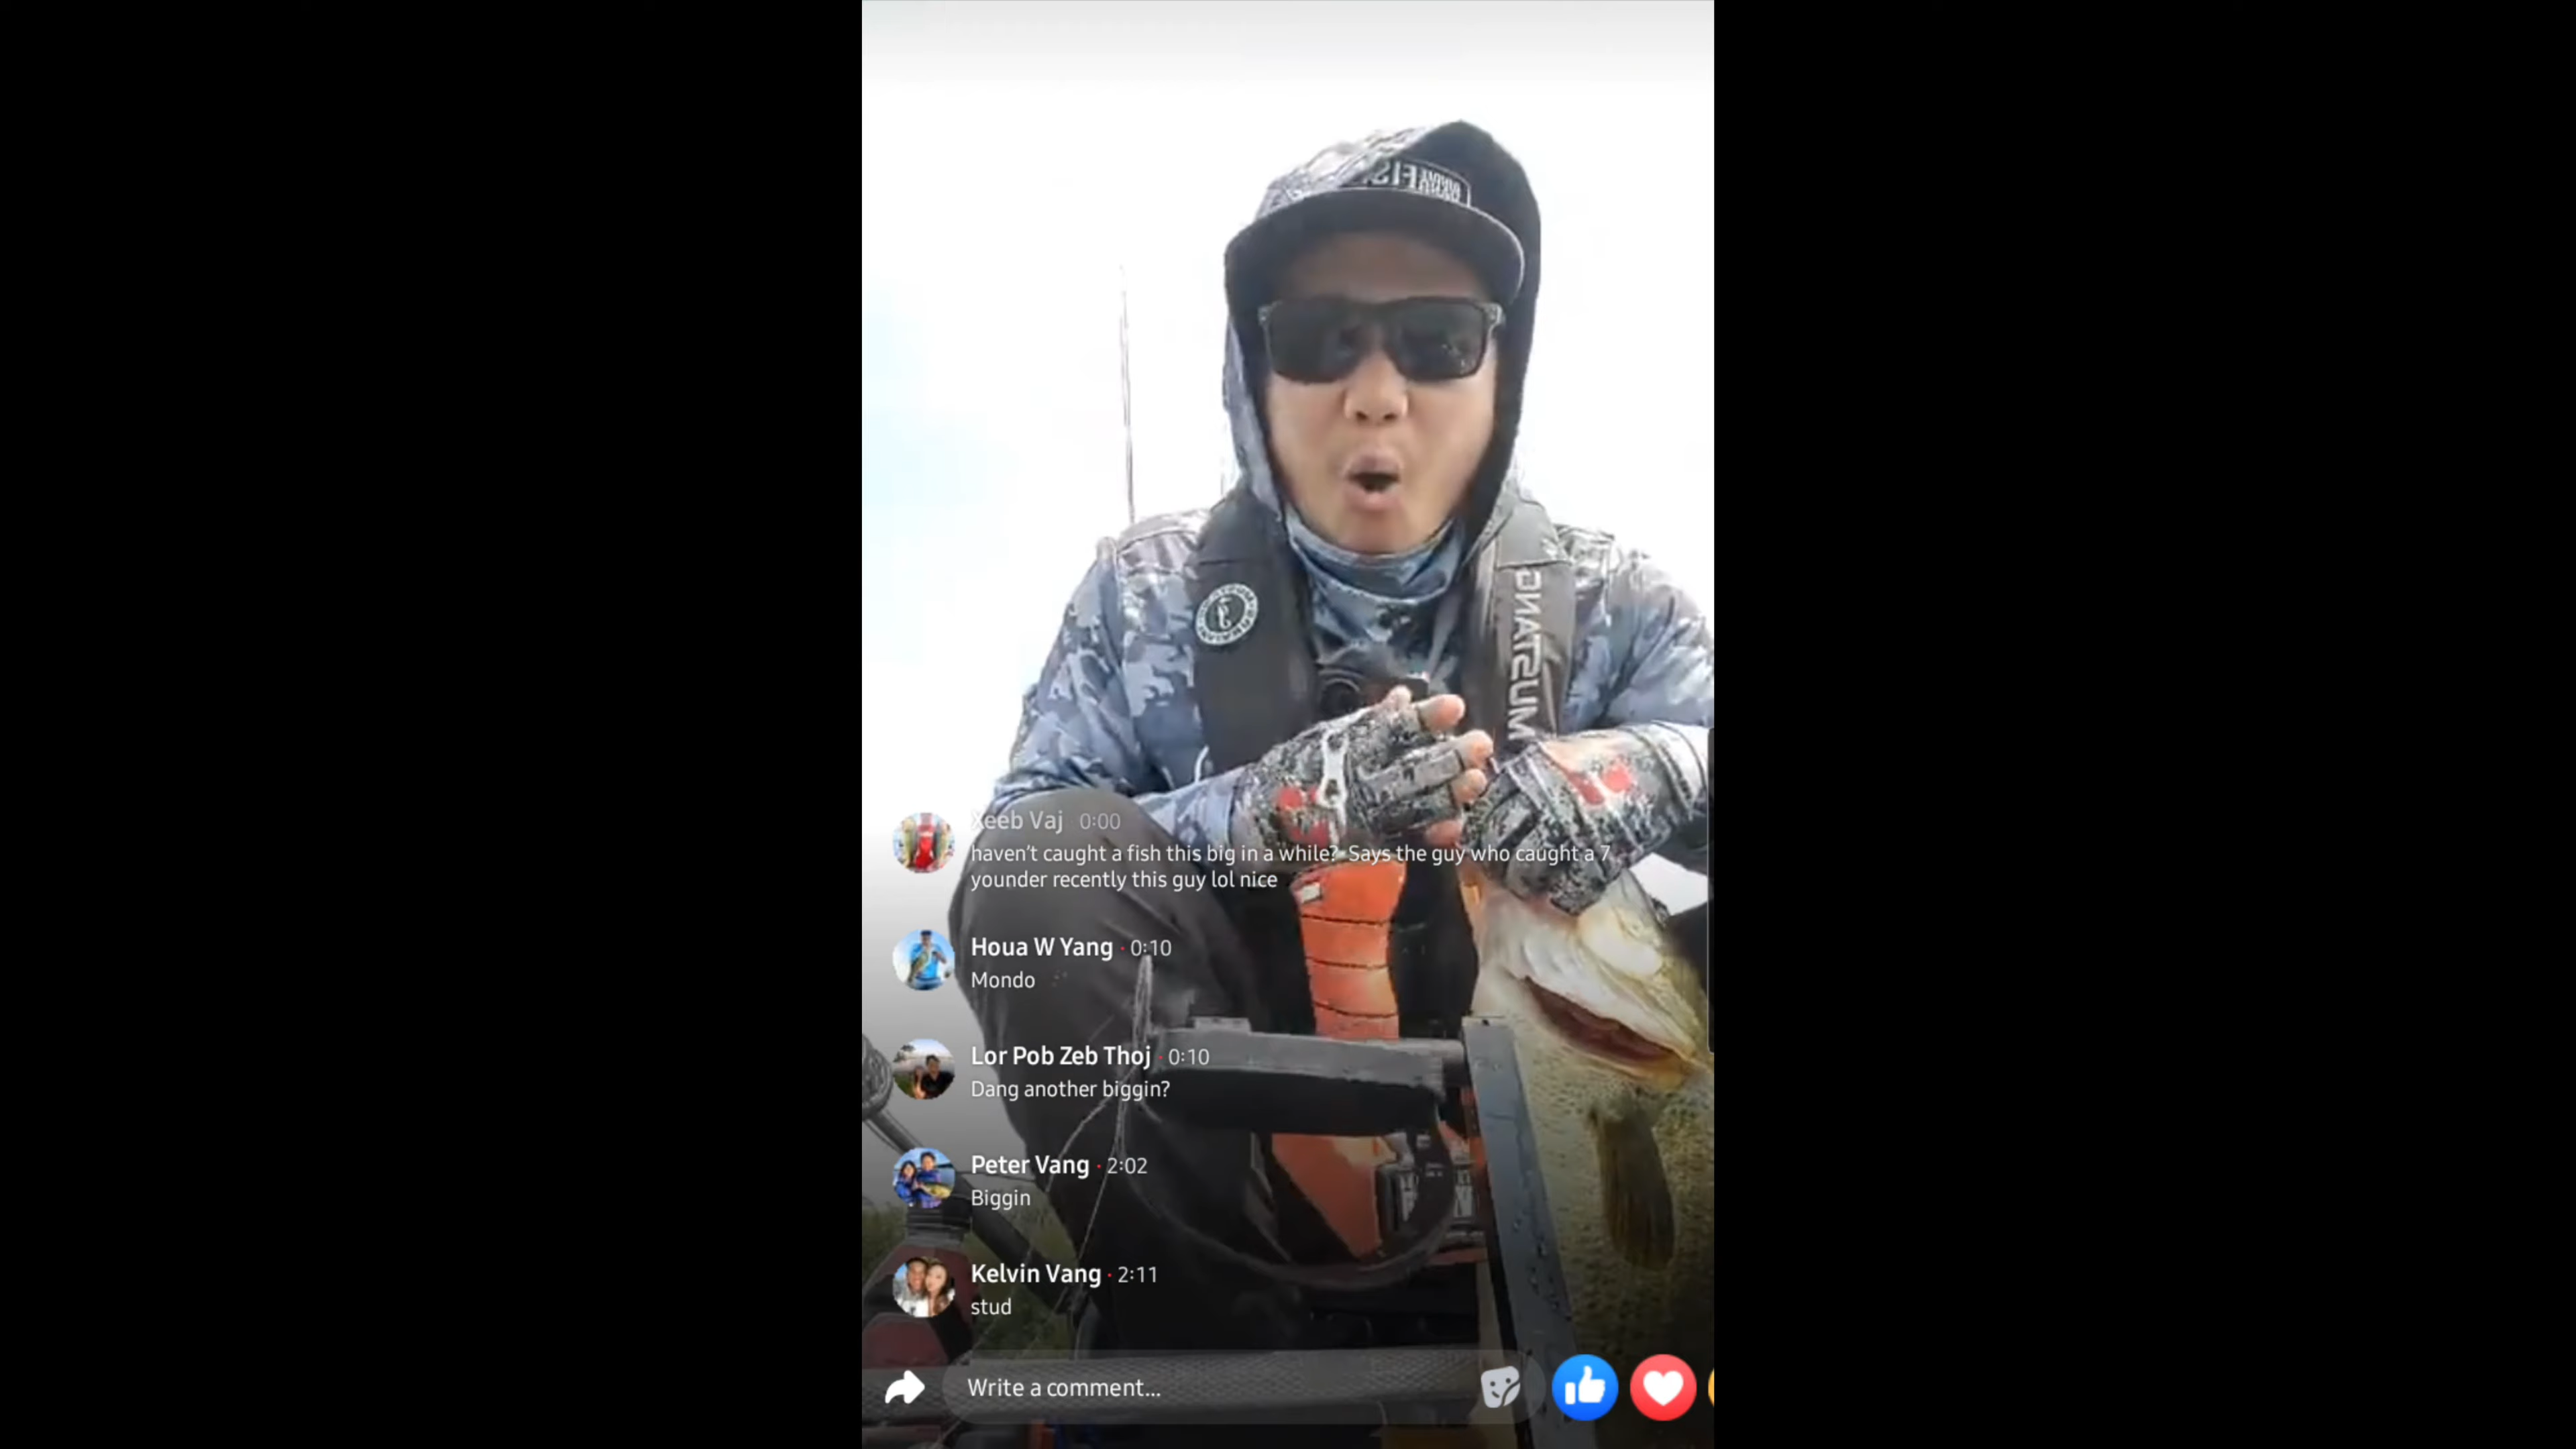 MUSTANG
Xeeb Vaj 0:00
haven't caught a fish this big in a while? Says the guy who caught a 7
younder recently this guy lol nice
Houa W Yang · 0:10
Mondo
Lor Pob Zeb Thoj · 0:10
Dang another biggin?
Peter Vang · 2:02
Biggin
Kelvin Vang · 2:11
stud
Write a comment...